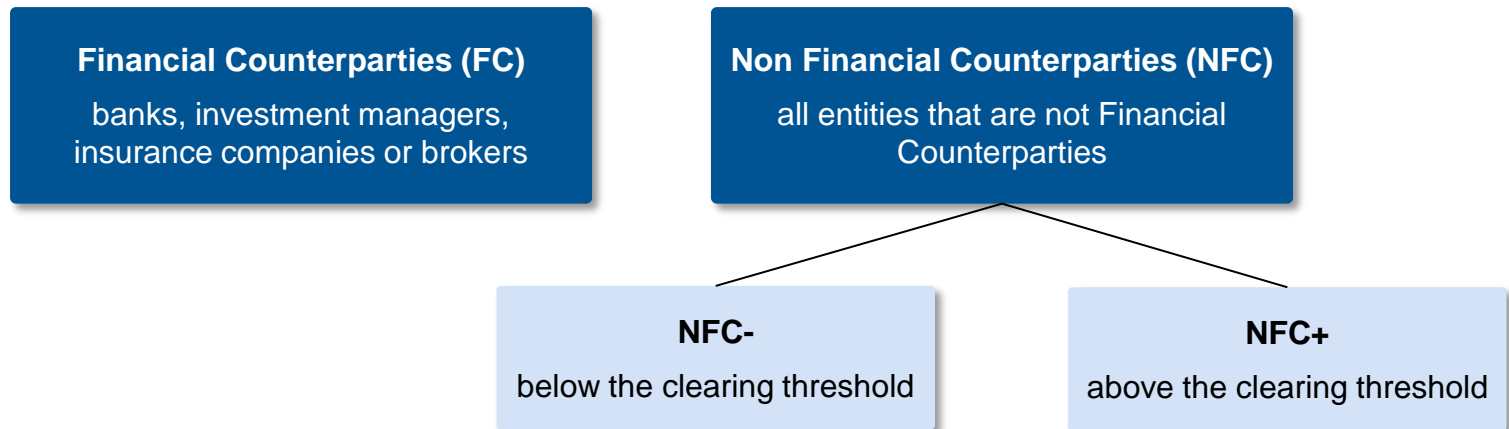 Financial Counterparties (FC)
banks, investment managers,
insurance companies or brokers
Non Financial Counterparties (NFC)
all entities that are not Financial
Counterparties
NFC-
below the clearing threshold
NFC+
above the clearing threshold